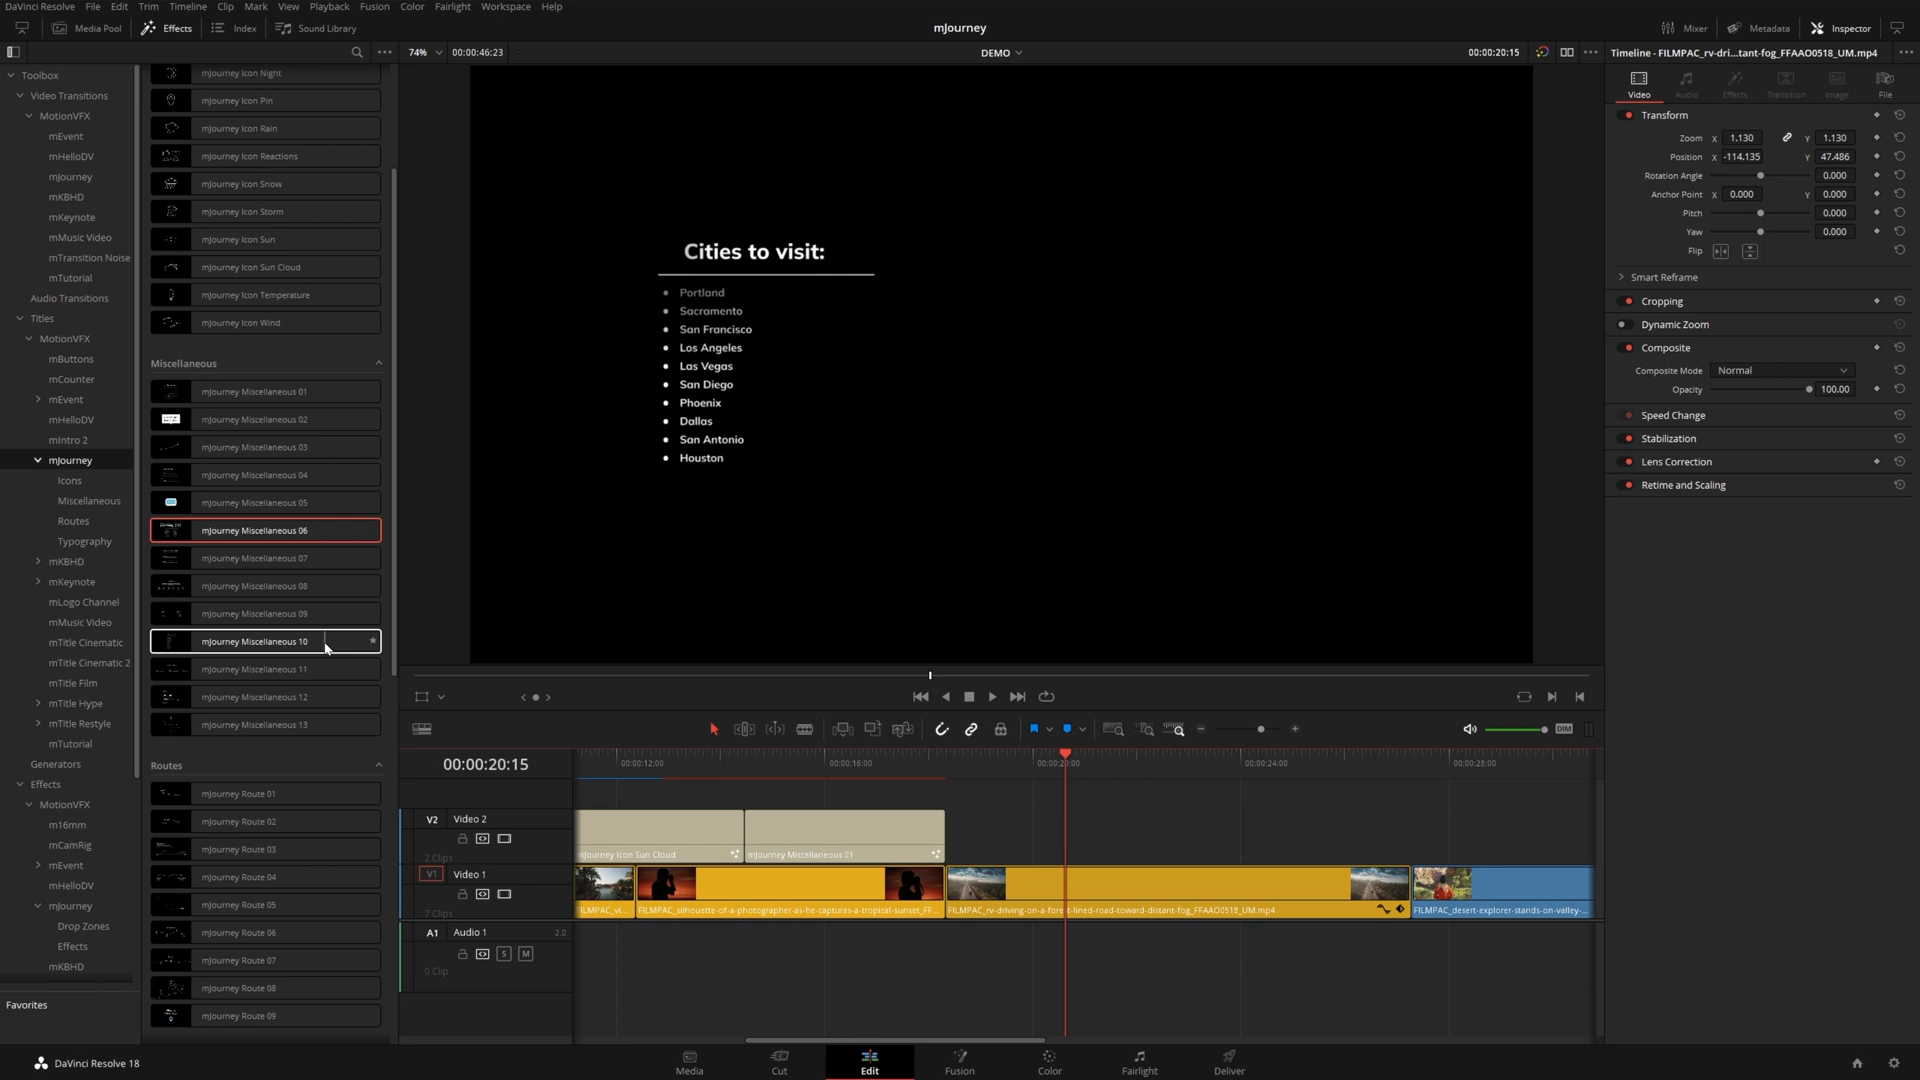 DaVinci Resolve File Edit Trim Timeline Clip Mark View Playback Fusion Color Fairlight Workspace Help
Media Pool Effects Index Sound Library
mJourney
Mixer Metadata Inspector
74% 00:00:46:23
DEMO
00:00:20:15
Timeline - FILMPAC_rv-dri...tant-fog_FFAAO0518_UM.mp4
Toolbox
Video Transitions
MotionVFX
mEvent
mHelloDV
mJourney
mKBHD
mKeynote
mMusic Video
mTransition Noise
mTutorial
Audio Transitions
Titles
MotionVFX
mButtons
mCounter
mEvent
mHelloDV
mIntro 2
mJourney
Icons
Miscellaneous
Routes
Typography
mKBHD
mKeynote
mLogo Channel
mMusic Video
mTitle Cinematic
mTitle Cinematic 2
mTitle Film
mTitle Hype
mTitle Restyle
mTutorial
Generators
Effects
MotionVFX
m16mm
mCamRig
mEvent
mHelloDV
mJourney
Drop Zones
Effects
mKBHD
Favorites
mJourney Icon Night
mJourney Icon Pin
mJourney Icon Rain
mJourney Icon Reactions
mJourney Icon Snow
mJourney Icon Storm
mJourney Icon Sun
mJourney Icon Sun Cloud
mJourney Icon Temperature
mJourney Icon Wind
Miscellaneous
mJourney Miscellaneous 01
mJourney Miscellaneous 02
mJourney Miscellaneous 03
mJourney Miscellaneous 04
mJourney Miscellaneous 05
mJourney Miscellaneous 06
mJourney Miscellaneous 07
mJourney Miscellaneous 08
mJourney Miscellaneous 09
mJourney Miscellaneous 10
mJourney Miscellaneous 11
mJourney Miscellaneous 12
mJourney Miscellaneous 13
Routes
mJourney Route 01
mJourney Route 02
mJourney Route 03
mJourney Route 04
mJourney Route 05
mJourney Route 06
mJourney Route 07
mJourney Route 08
mJourney Route 09
Cities to visit:
• Portland
• Sacramento
• San Francisco
• Los Angeles
• Las Vegas
• San Diego
• Phoenix
• Dallas
• San Antonio
• Houston
Video Audio Effects Transition Image File
Transform
Zoom X 1.130 Y 1.130
Position X -114.135 Y 47.486
Rotation Angle 0.000
Anchor Point X 0.000 Y 0.000
Pitch 0.000
Yaw 0.000
Flip
Smart Reframe
Cropping
Dynamic Zoom
Composite
Composite Mode Normal
Opacity 100.00
Speed Change
Stabilization
Lens Correction
Retime and Scaling
DIM
00:00:20:15
00:00:12:00 00:00:16:00 00:00:20:00 00:00:24:00 00:00:28:00
V2 Video 2
2 Clips
mJourney Icon Sun Cloud mJourney Miscellaneous 01
V1 Video 1
7 Clips
FILMPAC_vi... FILMPAC_silhouette-of-a-photographer-as-he-captures-a-tropical-sunset_FF... FILMPAC_rv-driving-on-a-forest-lined-road-toward-distant-fog_FFAAO0518_UM.mp4 FILMPAC_desert-explorer-stands-on-valley-...
A1 Audio 1 2.0
S M
0 Clip
DaVinci Resolve 18
Media Cut Edit Fusion Color Fairlight Deliver